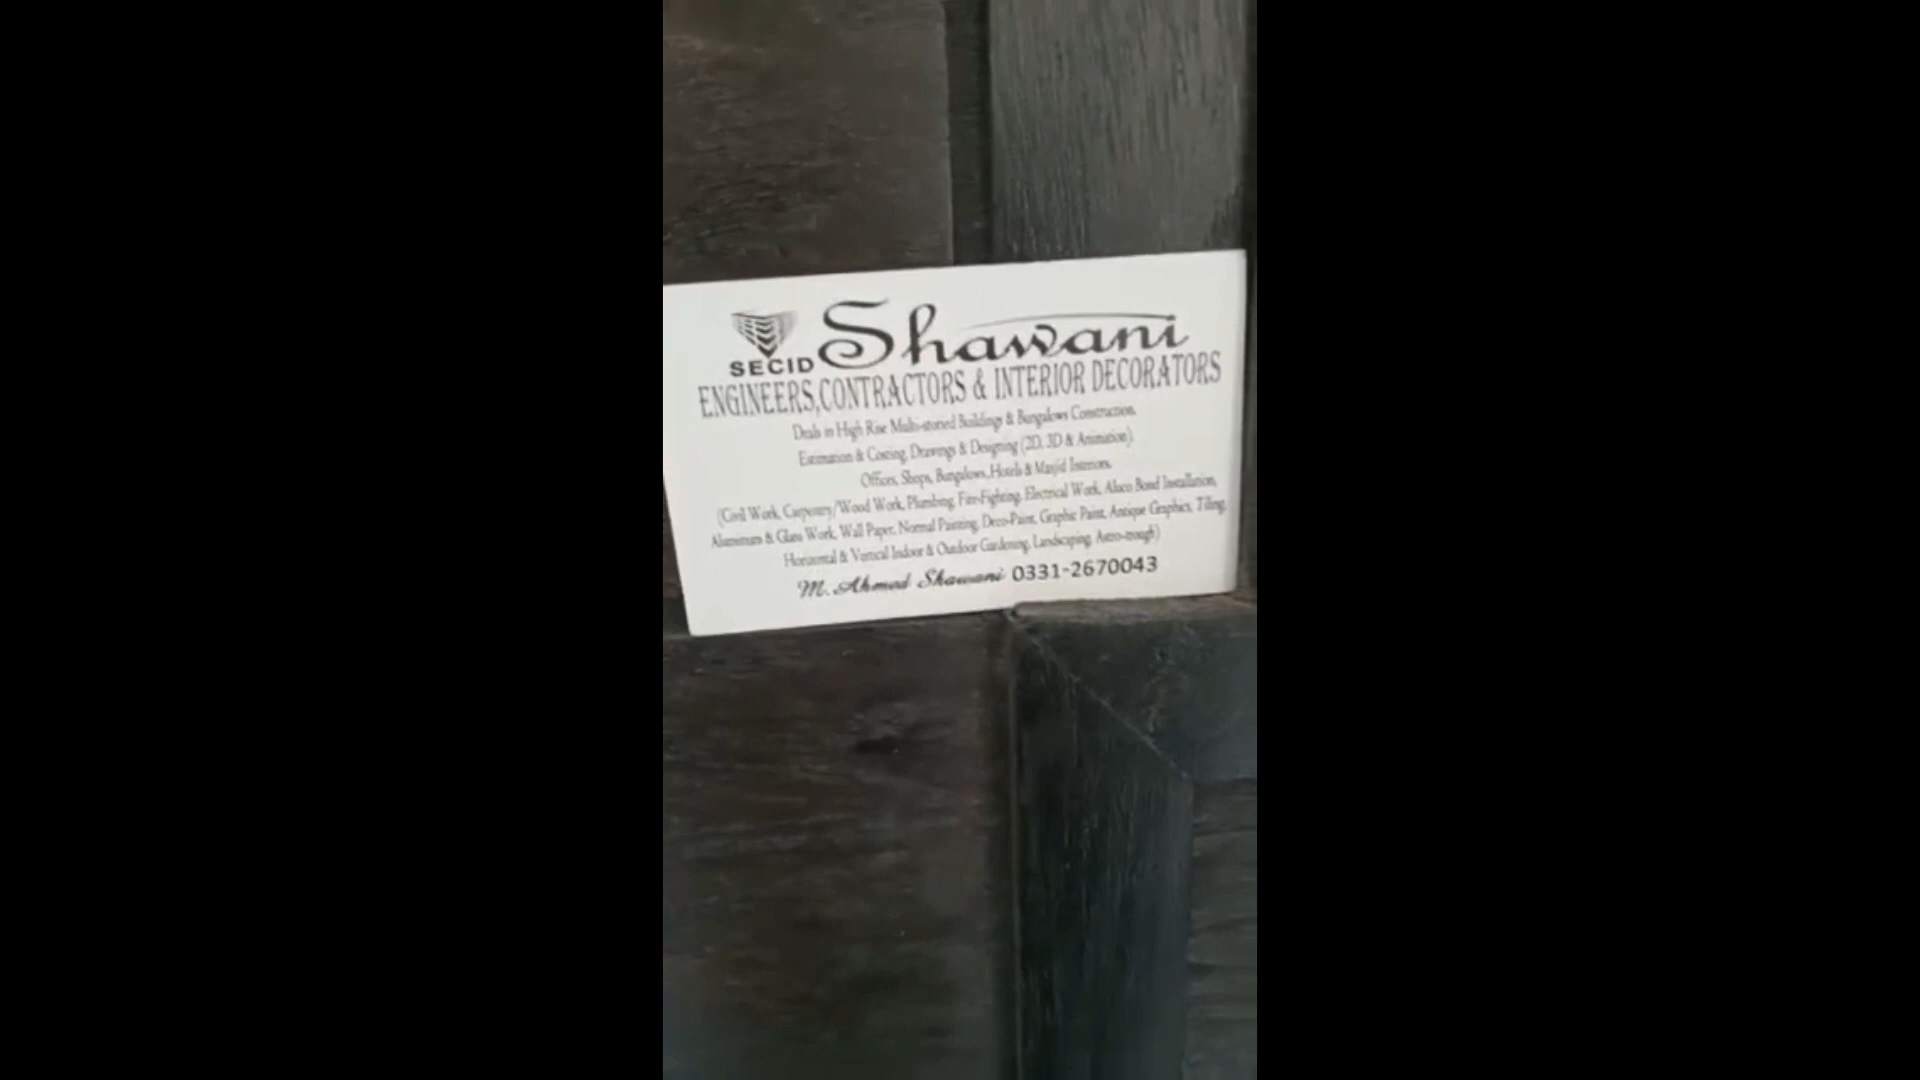 SECID Shawani
ENGINEERS,CONTRACTORS & INTERIOR DECORATORS
Deals in High Rise Multi-storied Buildings & Bungalows Construction,
Estimation & Costing, Drawings & Designing (2D, 3D & Animation).
Offices, Shops, Bungalows,,Hotels & Masjid Interiors.
(Civil Work, Carpentry/Wood Work, Plumbing, Fire-Fighting, Electrical Work, Aluco Bond Installation,
Aluminum & Glass Work, Wall Paper, Normal Painting, Deco-Paint, Graphic Paint, Antique Graphics, Tiling,
Horizontal & Vertical Indoor & Outdoor Gardening, Landscaping, Astro-trough)
M. Ahmed Shawani 0331-2670043